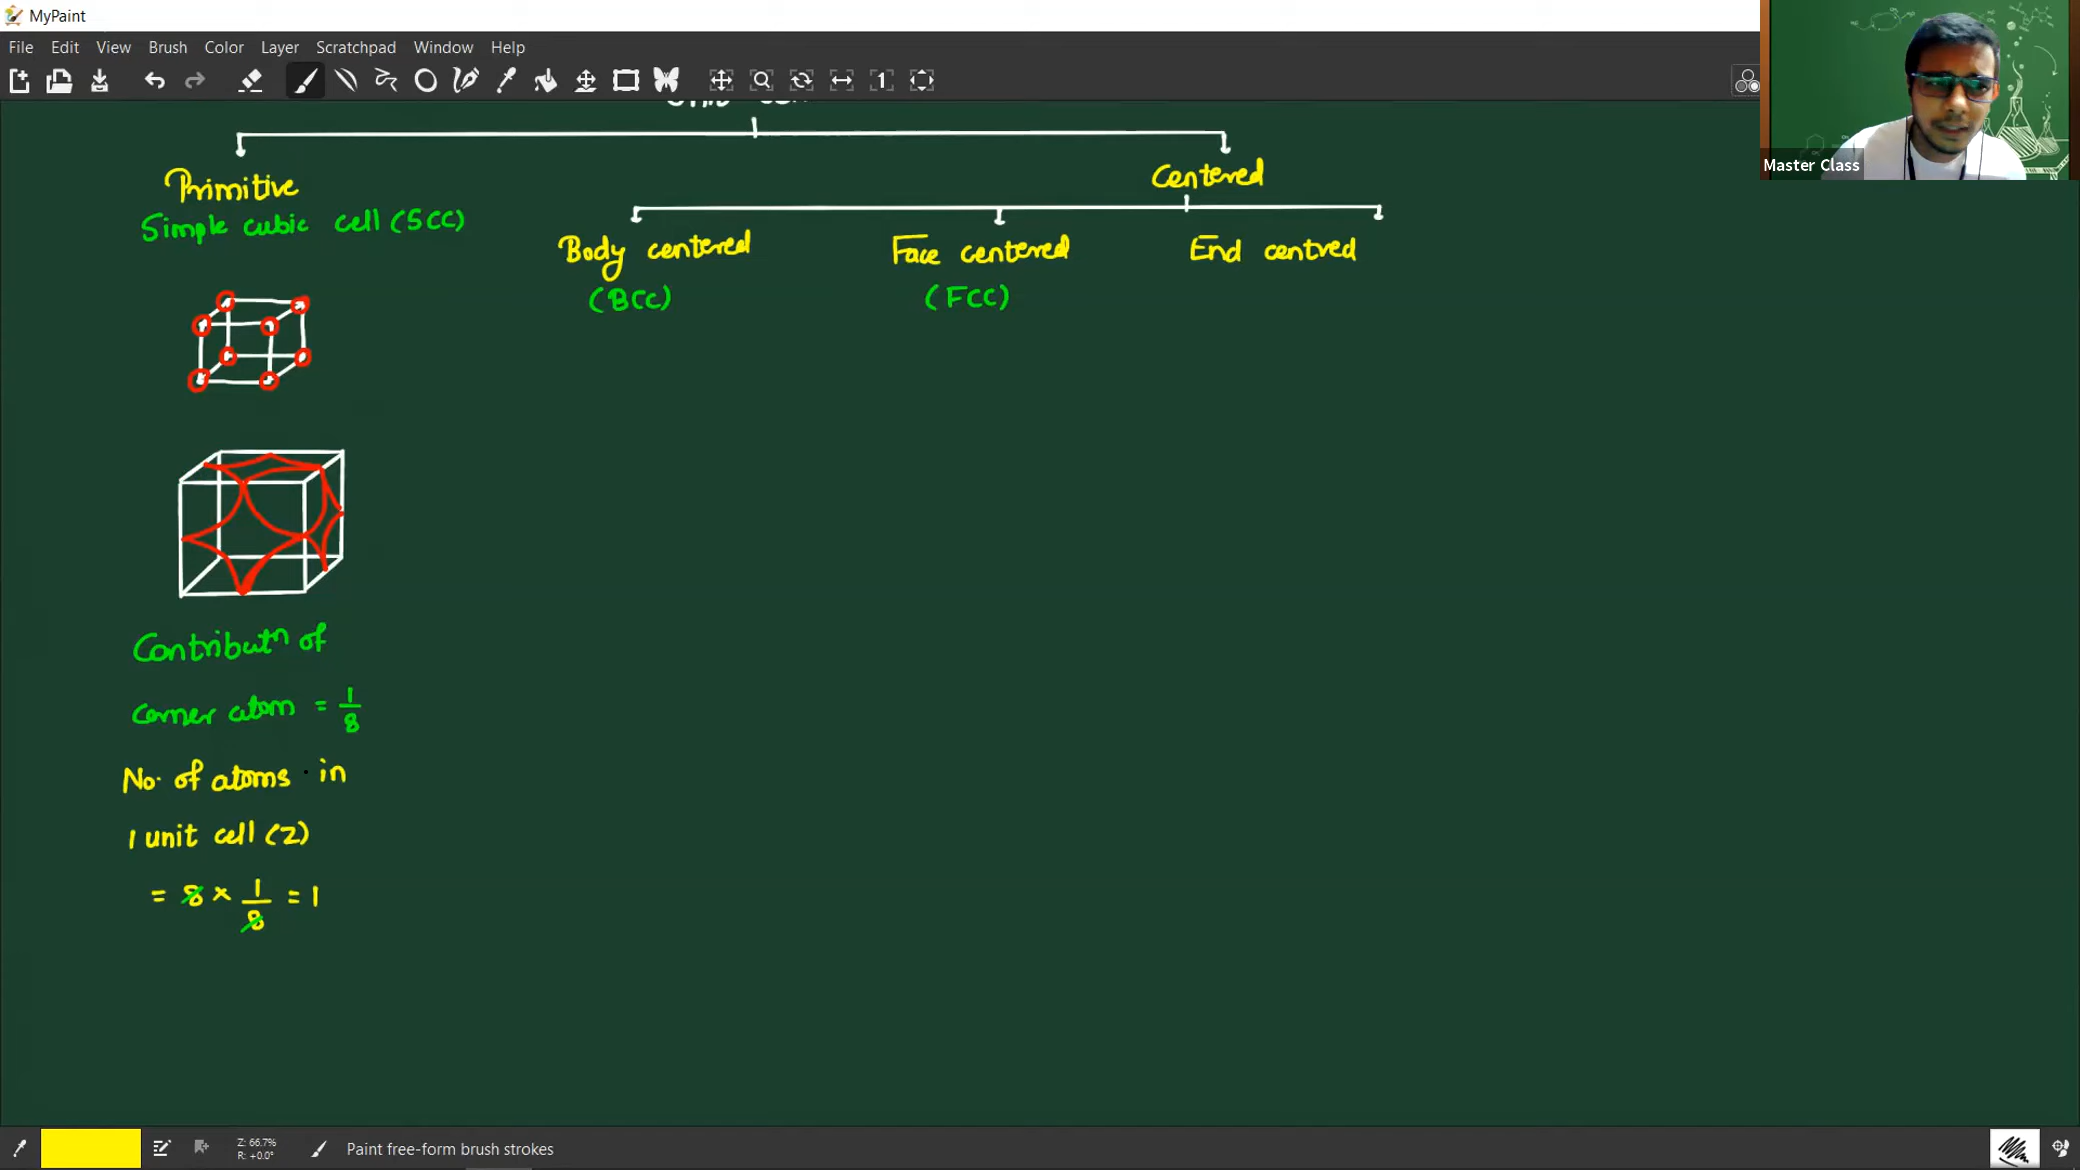 MyPaint
File Edit View Brush Color Layer Scratchpad Window Help
Master Class
Primitive
Simple cubic cell (SCC)
Centered
Body centered
(BCC)
Face centered
(FCC)
End centred
Contributn of
Corner atom = 1/8
No. of atoms in
1 unit cell (Z)
= 8 × 1/8 = 1
Z: 66.7%
R: +0.0°
Paint free-form brush strokes